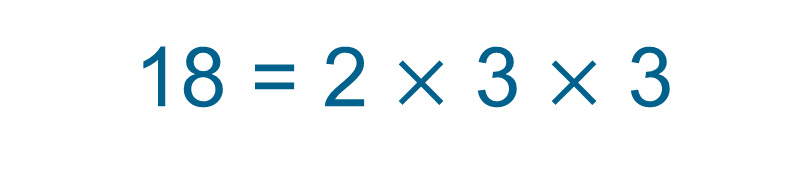 18 = 2 × 3 × 3